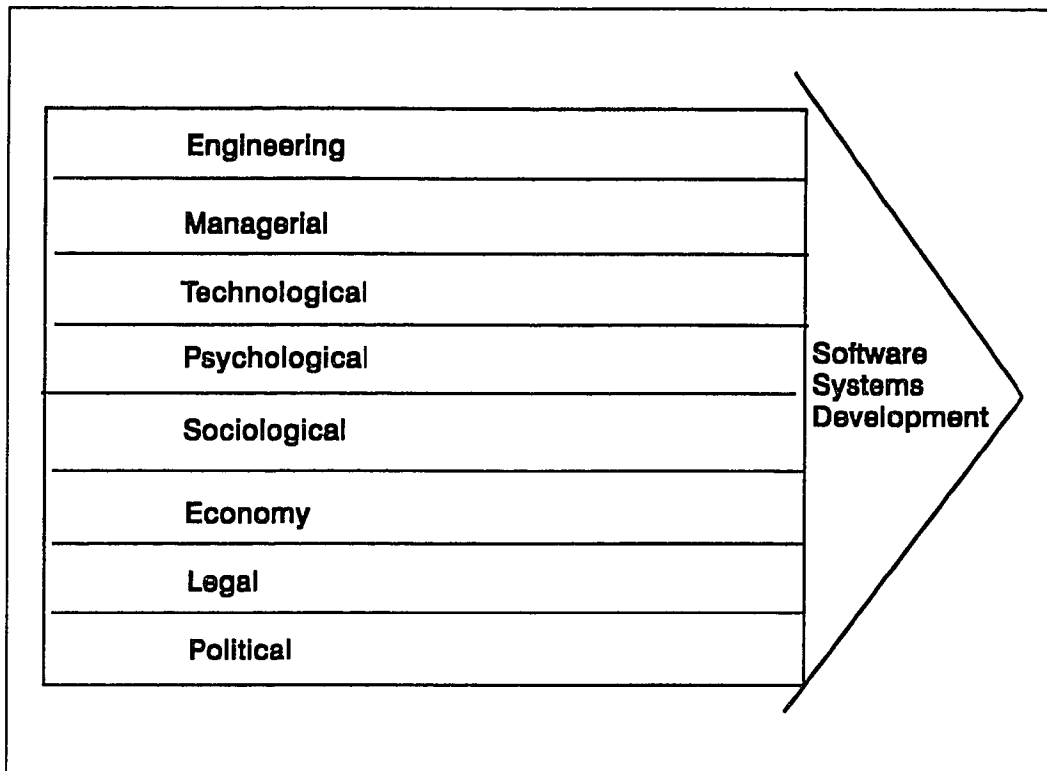 Engineering
Managerial
Technological
Psychological
Sociological
Economy
Legal
Political
Software
Systems
Development